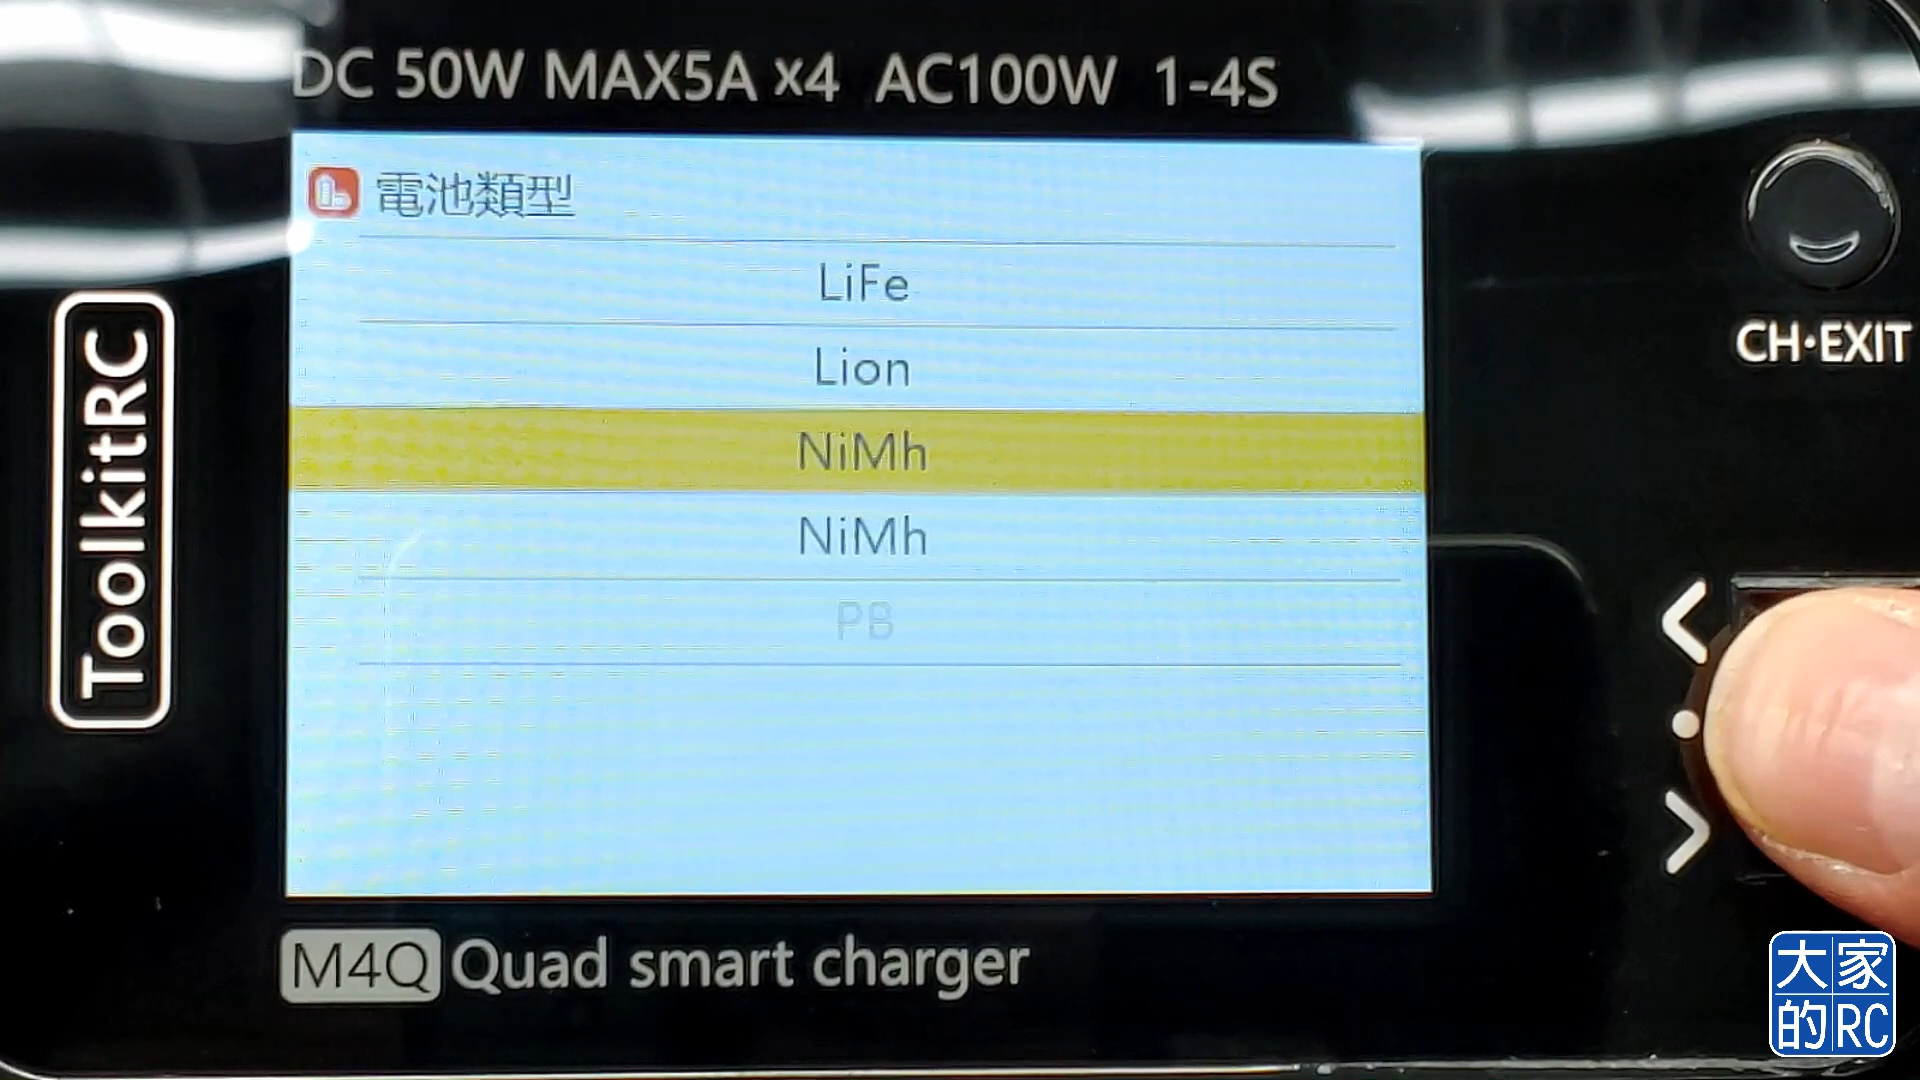 DC 50W MAX5A x4 AC100W 1-4S
電池類型
LiFe
Lion
NiMh
NiMh
PB
ToolkitRC
CH·EXIT
M4Q Quad smart charger
大家
的RC